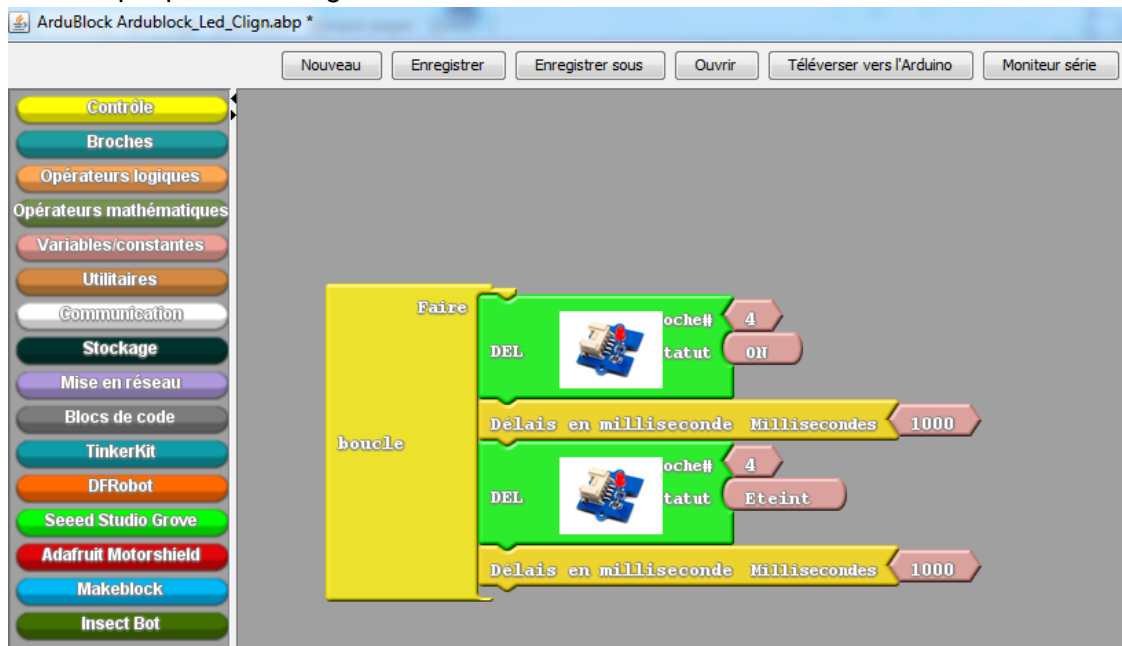 ArduBlock Ardublock_Led_Clign.abp *
Nouveau Enregistrer Enregistrer sous Ouvrir Téléverser vers l'Arduino Moniteur série
Contrôle
Broches
Opérateurs logiques
Opérateurs mathématiques
Variables/constantes
Utilitaires
Communication
Stockage
Mise en réseau
Blocs de code
TinkerKit
DFRobot
Seeed Studio Grove
Adafruit Motorshield
Makeblock
Insect Bot
boucle
Faire
DEL
oche# 4
tatut ON
Délais en milliseconde Millisecondes 1000
DEL
oche# 4
tatut Eteint
Délais en milliseconde Millisecondes 1000